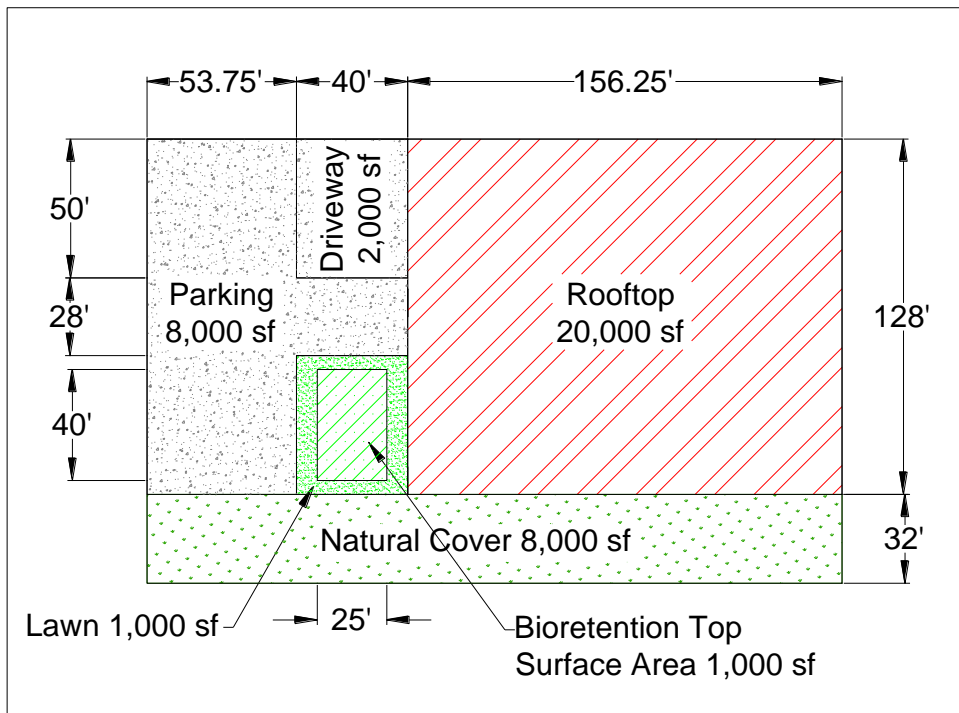 53.75'
40'
156.25'
50'
28'
40'
Driveway
2,000 sf
Parking
8,000 sf
Rooftop
20,000 sf
128'
Natural Cover 8,000 sf
32'
Lawn 1,000 sf
25'
Bioretention Top
Surface Area 1,000 sf